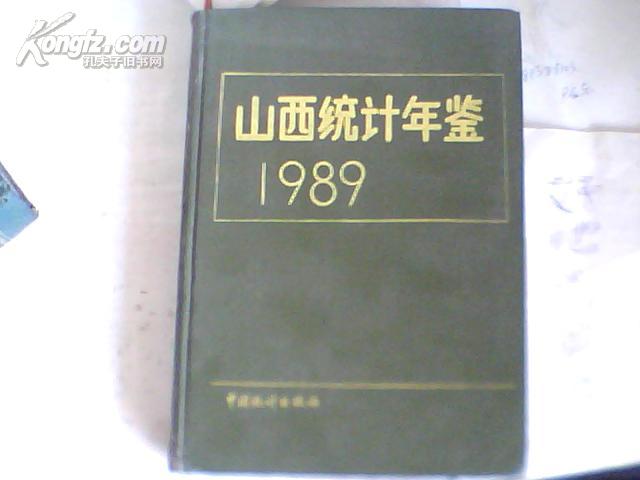 Kongfz.com
孔夫子旧书网
山西统计年鉴
1989
中国统计出版社